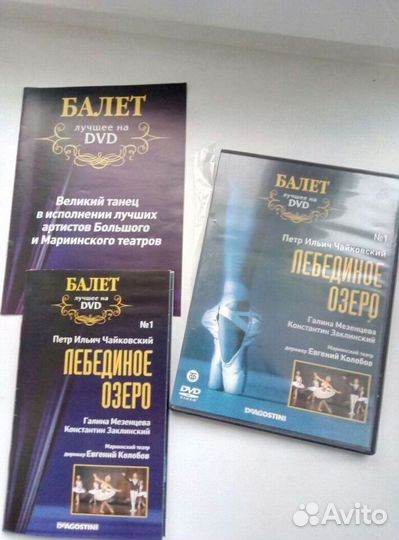 БАЛЕТ
лучшее на
DVD
Великий танец
в исполнении лучших
артистов Большого
и Мариинского театров
БАЛЕТ
лучшее на
DVD
№1
Петр Ильич Чайковский
ЛЕБЕДИНОЕ
ОЗЕРО
Галина Мезенцева
Константин Заклинский
Мариинский театр
дирижер Евгений Колобов
DeAGOSTINI
БАЛЕТ
лучшее на
DVD
№1
Петр Ильич Чайковский
ЛЕБЕДИНОЕ
ОЗЕРО
Галина Мезенцева
Константин Заклинский
Мариинский театр
дирижер Евгений Колобов
DVD
VIDEO
DeAGOSTINI
Avito